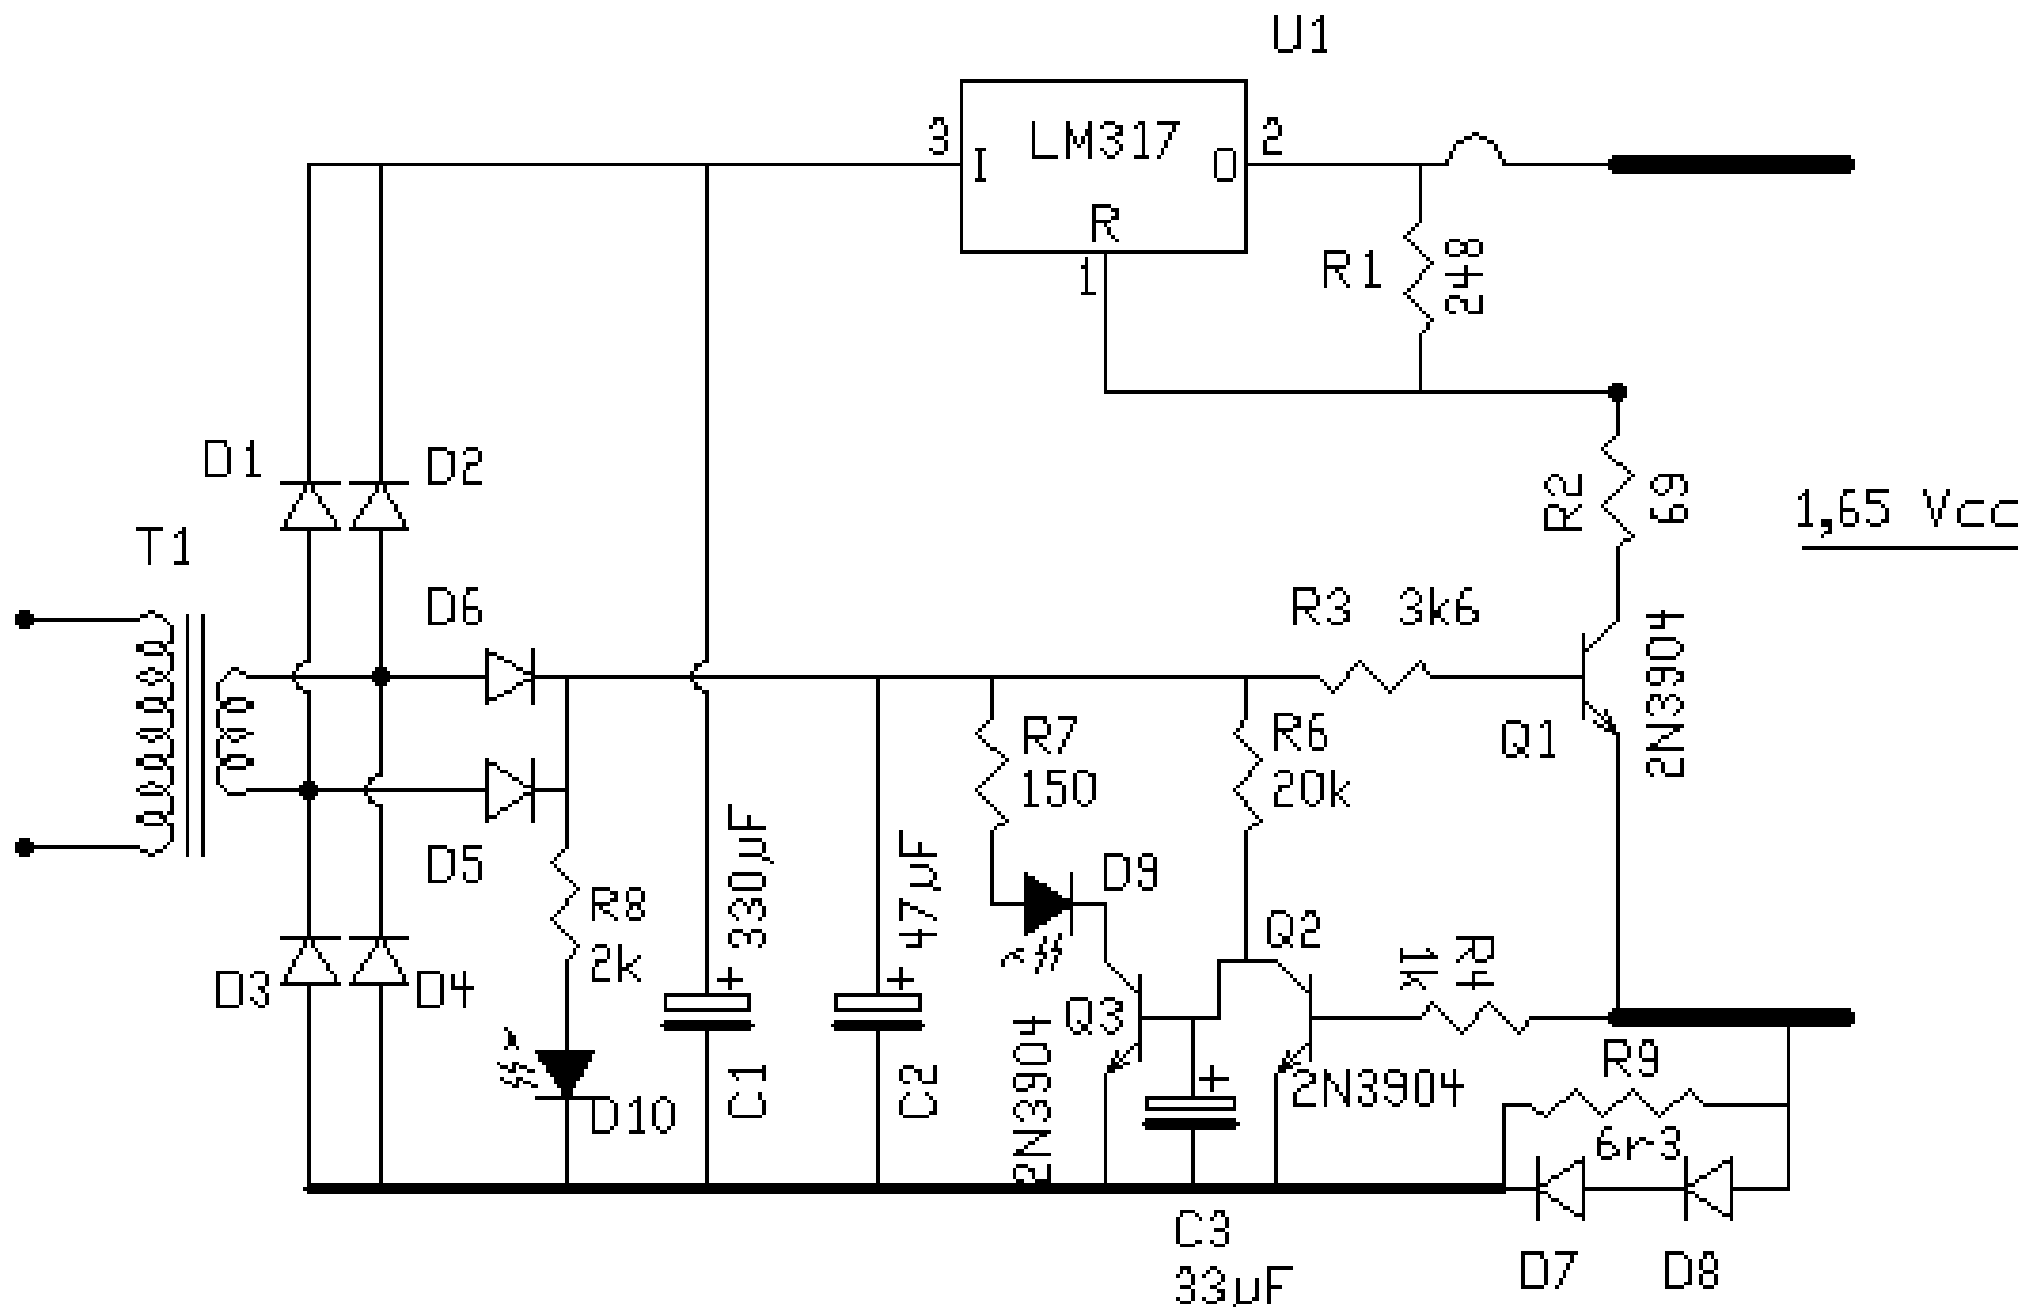 U1
3
LM317
2
I
O
R
1
R1
248
D1
D2
R2
69
1,65 Vcc
T1
D6
R3 3k6
2N3904
R7
150
R6
20k
Q1
D5
330µF
47µF
D9
R8
2k
Q2
R4
1k
D3
D4
+
+
Q3
R9
2N3904
2N3904
+
C1
C2
D10
6r3
C3
33µF
D7
D8